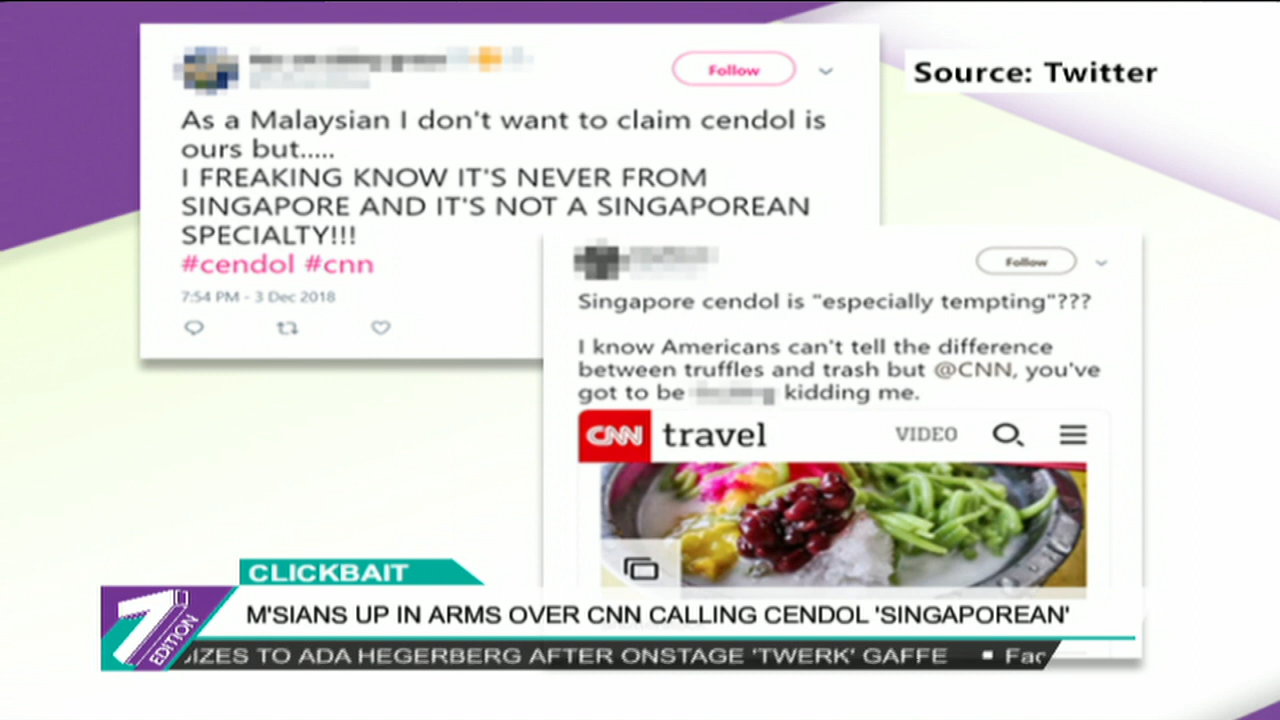 Source: Twitter
Follow
As a Malaysian I don't want to claim cendol is
ours but.....
I FREAKING KNOW IT'S NEVER FROM
SINGAPORE AND IT'S NOT A SINGAPOREAN
SPECIALTY!!!
#cendol #cnn
7:54 PM - 3 Dec 2018
Follow
Singapore cendol is "especially tempting"???
I know Americans can't tell the difference
between truffles and trash but @CNN, you've
got to be kidding me.
CNN travel VIDEO
CLICKBAIT
7 EDITION
M'SIANS UP IN ARMS OVER CNN CALLING CENDOL 'SINGAPOREAN'
TO ADA HEGERBERG AFTER ONSTAGE 'TWERK' GAFFE